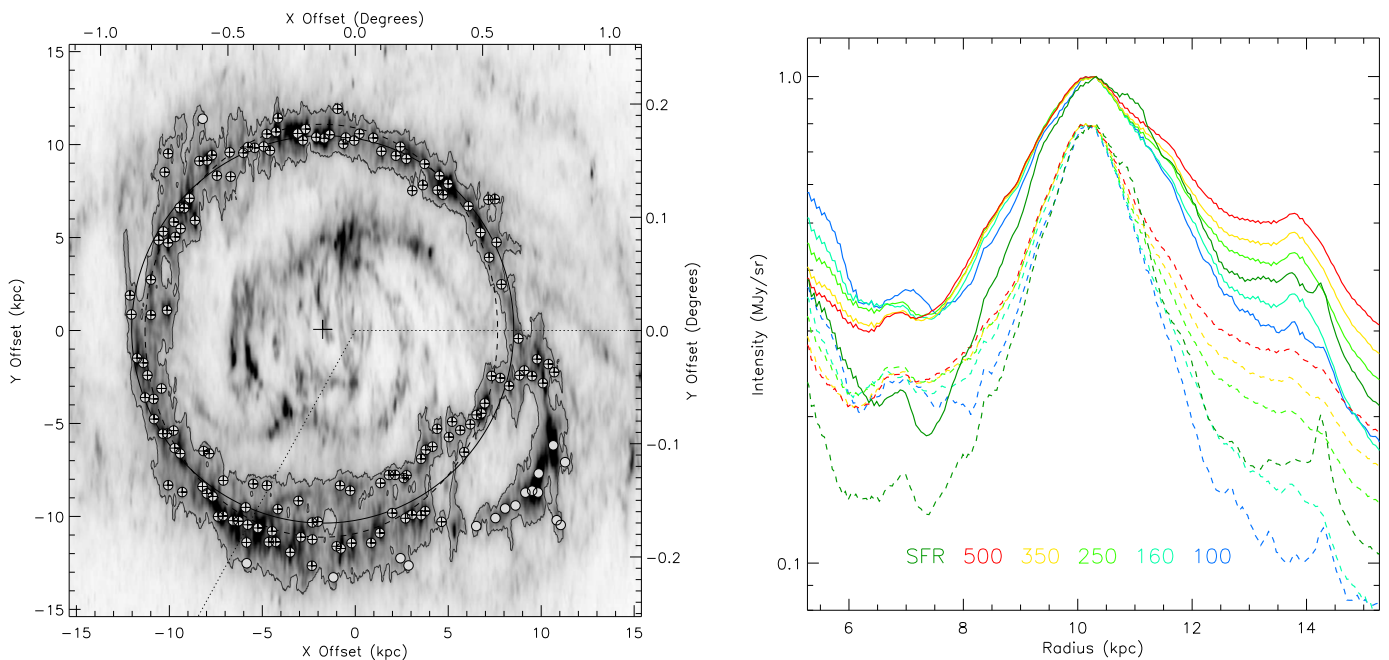 X Offset (Degrees)
−1.0 −0.5 0.0 0.5 1.0
15
10
5
0
−5
−10
−15
Y Offset (kpc)
0.2
0.1
0.0
−0.1
−0.2
Y Offset (Degrees)
−15 −10 −5 0 5 10 15
X Offset (kpc)
1.0
0.1
Intensity (MJy/sr)
SFR 500 350 250 160 100
6 8 10 12 14
Radius (kpc)